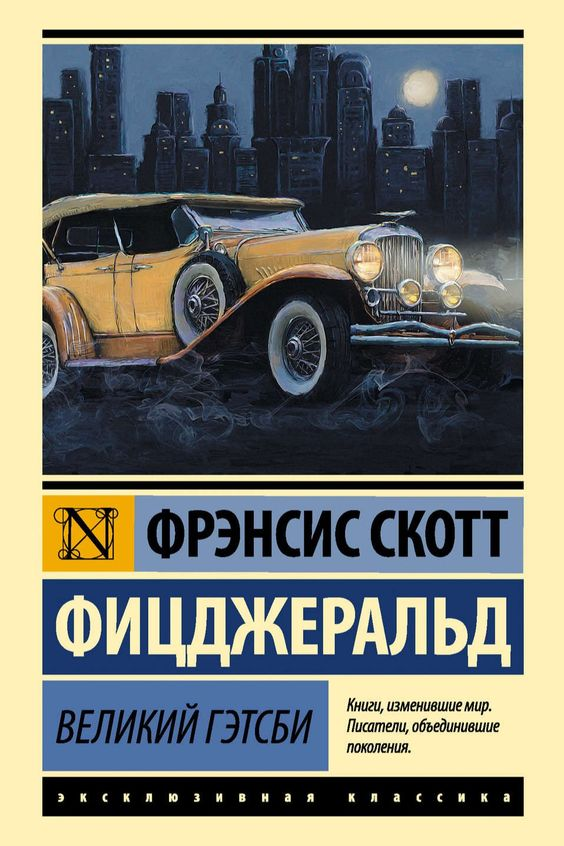 N ФРЭНСИС СКОТТ
ФИЦДЖЕРАЛЬД
ВЕЛИКИЙ ГЭТСБИ
Книги, изменившие мир.
Писатели, объединившие
поколения.
эксклюзивная классика